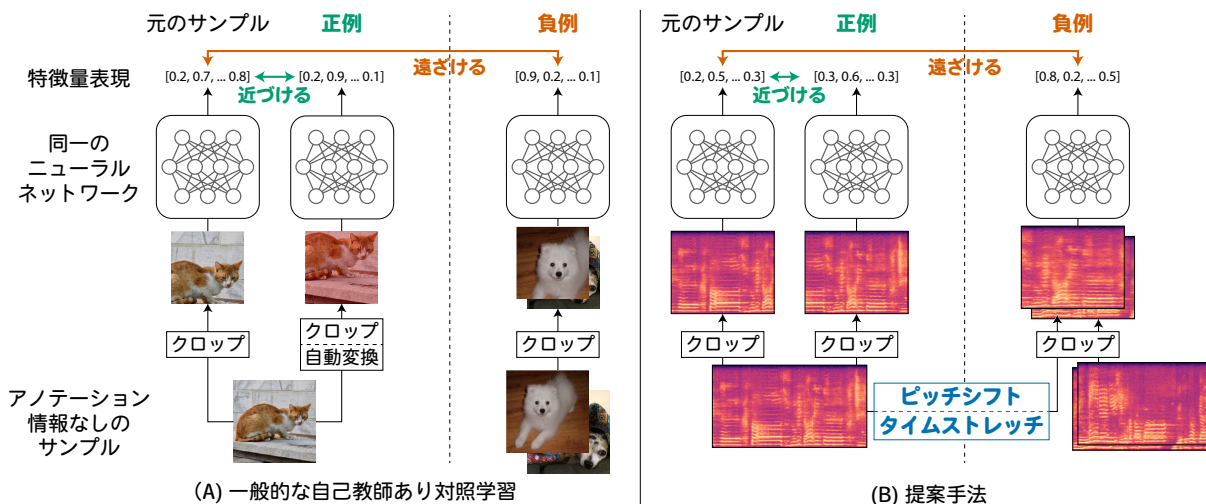 元のサンプル
正例
負例
特徴量表現
[0.2, 0.7, ... 0.8]
[0.2, 0.9, ... 0.1]
[0.9, 0.2, ... 0.1]
近づける
遠ざける
同一の
ニューラル
ネットワーク
クロップ
クロップ
自動変換
クロップ
アノテーション
情報なしの
サンプル
(A) 一般的な自己教師あり対照学習
元のサンプル
正例
負例
[0.2, 0.5, ... 0.3]
[0.3, 0.6, ... 0.3]
[0.8, 0.2, ... 0.5]
近づける
遠ざける
クロップ
クロップ
クロップ
ピッチシフト
タイムストレッチ
(B) 提案手法